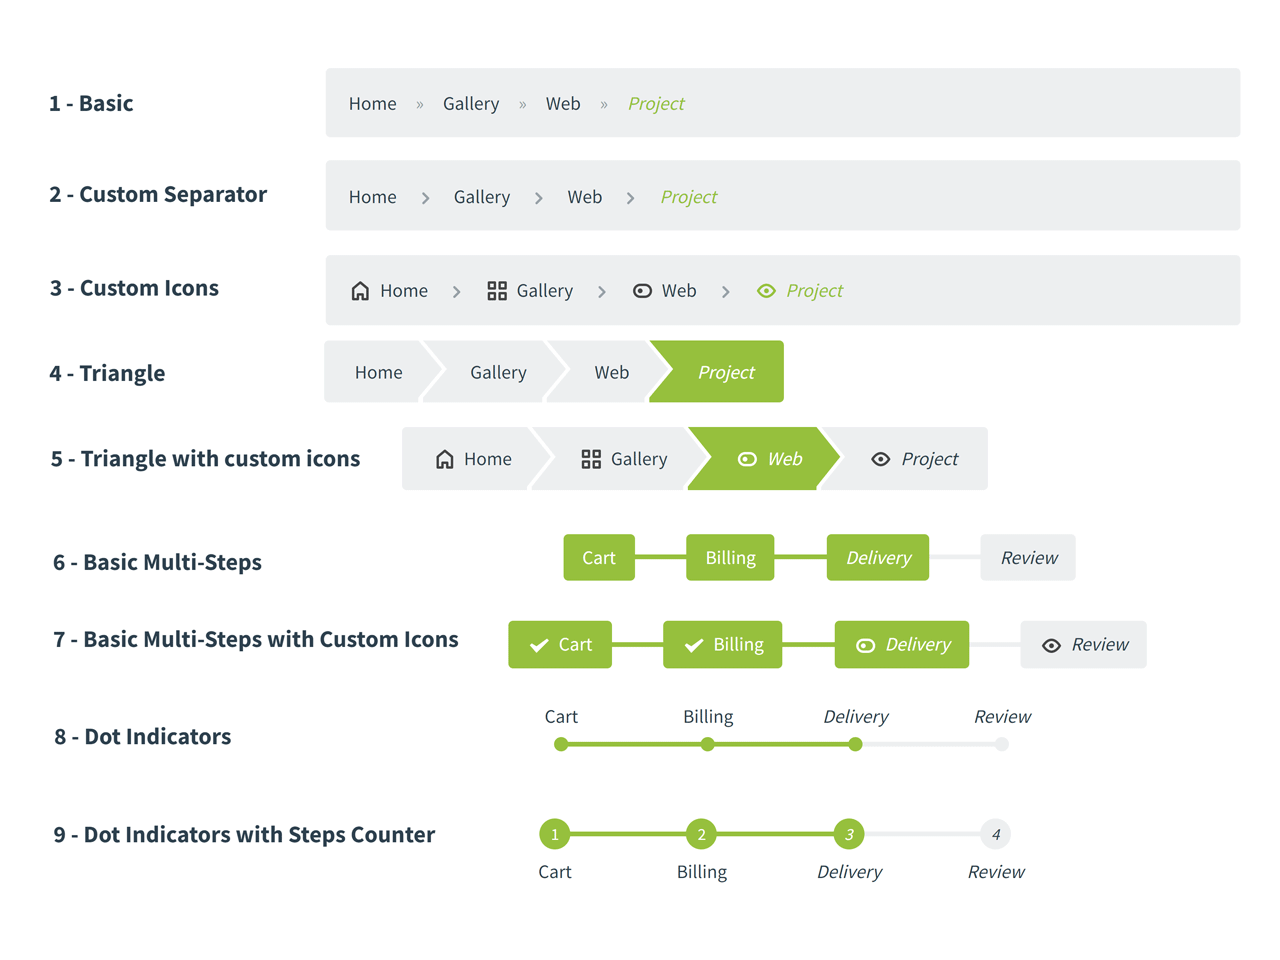 1 - Basic
Home » Gallery » Web » Project
2 - Custom Separator
Home > Gallery > Web > Project
3 - Custom Icons
Home > Gallery > Web > Project
4 - Triangle
Home Gallery Web Project
5 - Triangle with custom icons
Home Gallery Web Project
6 - Basic Multi-Steps
Cart Billing Delivery Review
7 - Basic Multi-Steps with Custom Icons
Cart Billing Delivery Review
8 - Dot Indicators
Cart Billing Delivery Review
9 - Dot Indicators with Steps Counter
1 2 3 4
Cart Billing Delivery Review